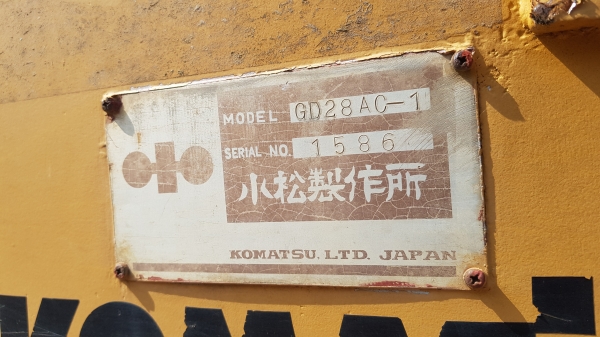 MODEL GD28AC-1
SERIAL NO. 1586
小松製作所
KOMATSU, LTD. JAPAN